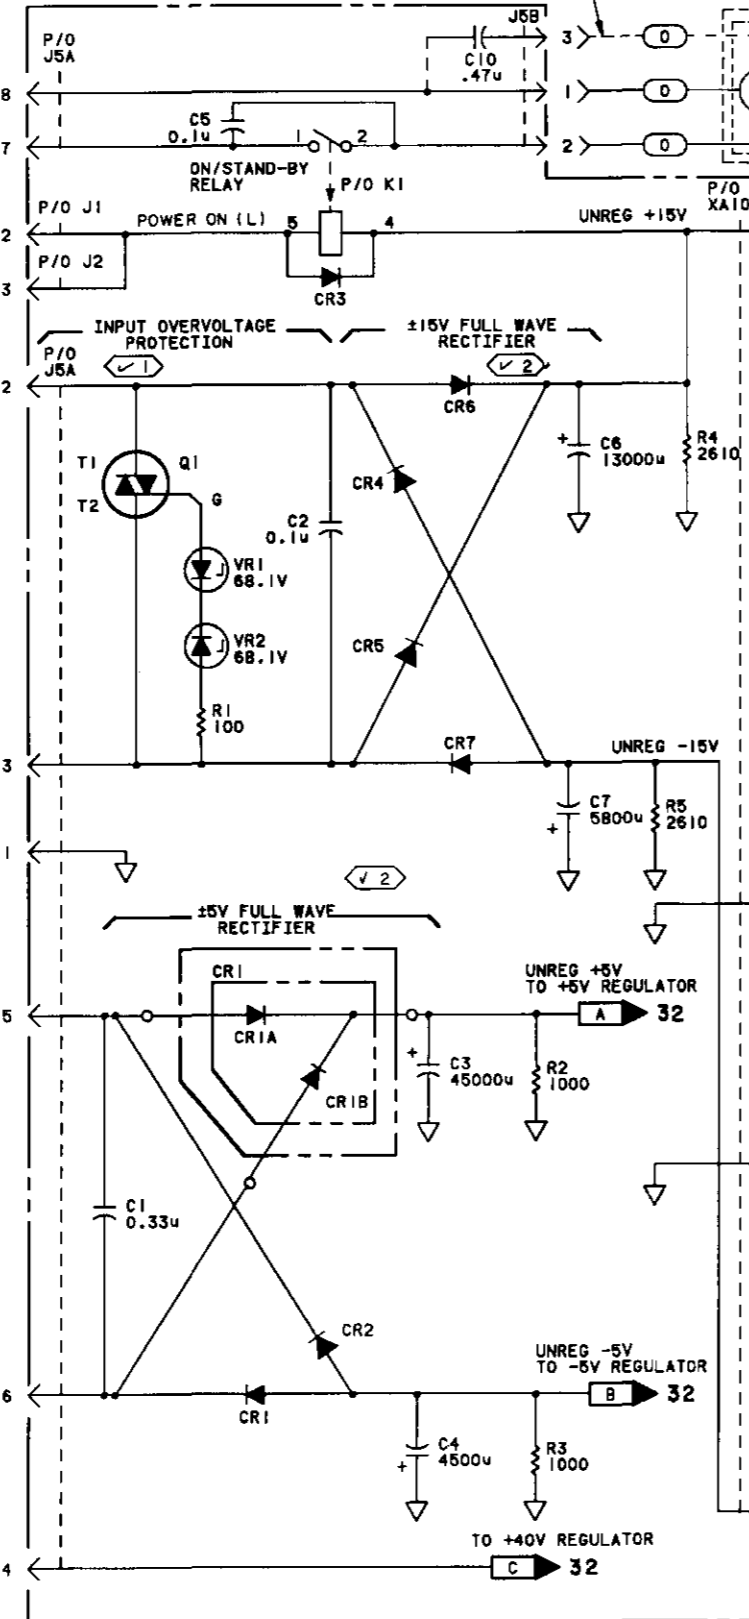 J5B
P/O
J5A
3
0
C10
.47u
8
1
0
C5
0.1u
1
2
7
2
0
ON/STAND-BY
RELAY
P/O K1
P/O
XA10
P/O J1
POWER ON (L)
5
4
UNREG +15V
2
P/O J2
3
CR3
INPUT OVERVOLTAGE
PROTECTION
±15V FULL WAVE
RECTIFIER
P/O
J5A
✓ 1
✓ 2
2
CR6
T1
Q1
T2
G
CR4
C6
13000u
R4
2610
C2
0.1u
VR1
68.1V
VR2
68.1V
CR5
R1
100
CR7
UNREG -15V
3
C7
5800u
R5
2610
1
✓ 2
±5V FULL WAVE
RECTIFIER
CR1
UNREG +5V
TO +5V REGULATOR
5
A
32
CR1A
C3
45000u
R2
1000
CR1B
C1
0.33u
CR2
UNREG -5V
TO -5V REGULATOR
6
B
32
CR1
C4
4500u
R3
1000
TO +40V REGULATOR
4
C
32